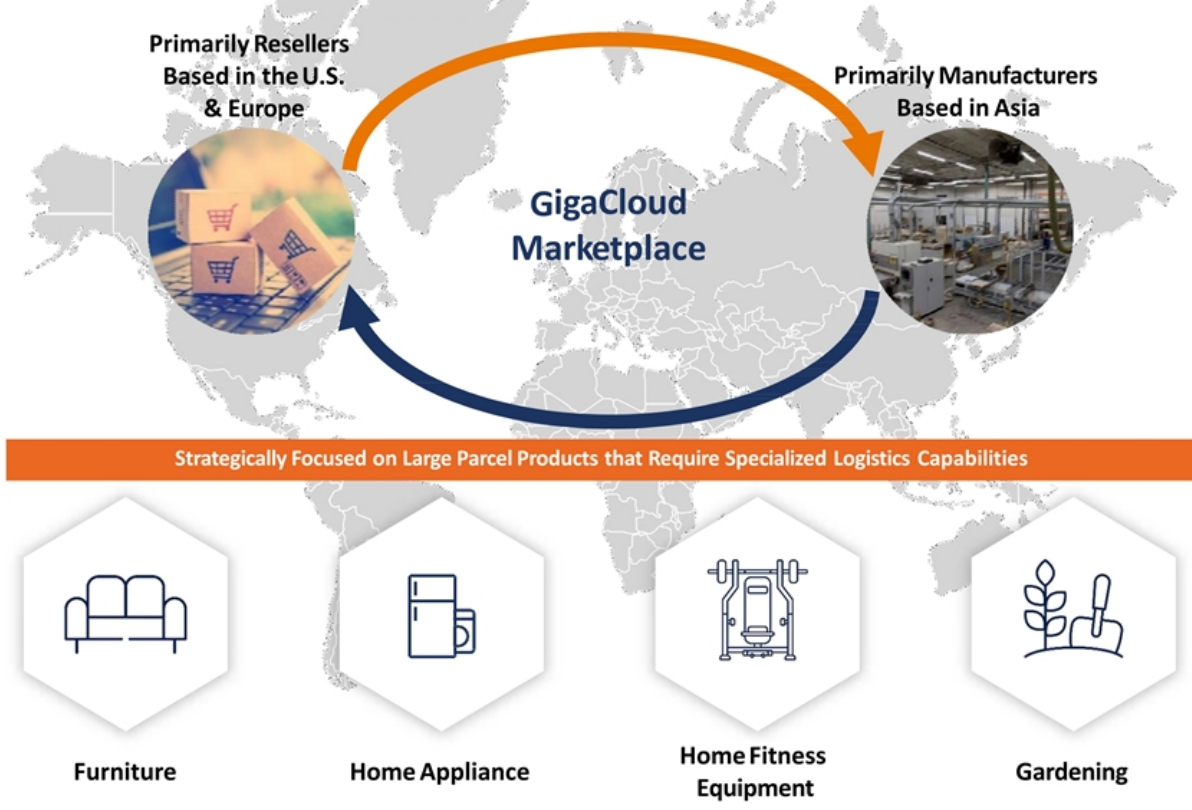 Primarily Resellers
Based in the U.S.
& Europe
Primarily Manufacturers
Based in Asia
GigaCloud
Marketplace
Strategically Focused on Large Parcel Products that Require Specialized Logistics Capabilities
Furniture
Home Appliance
Home Fitness
Equipment
Gardening